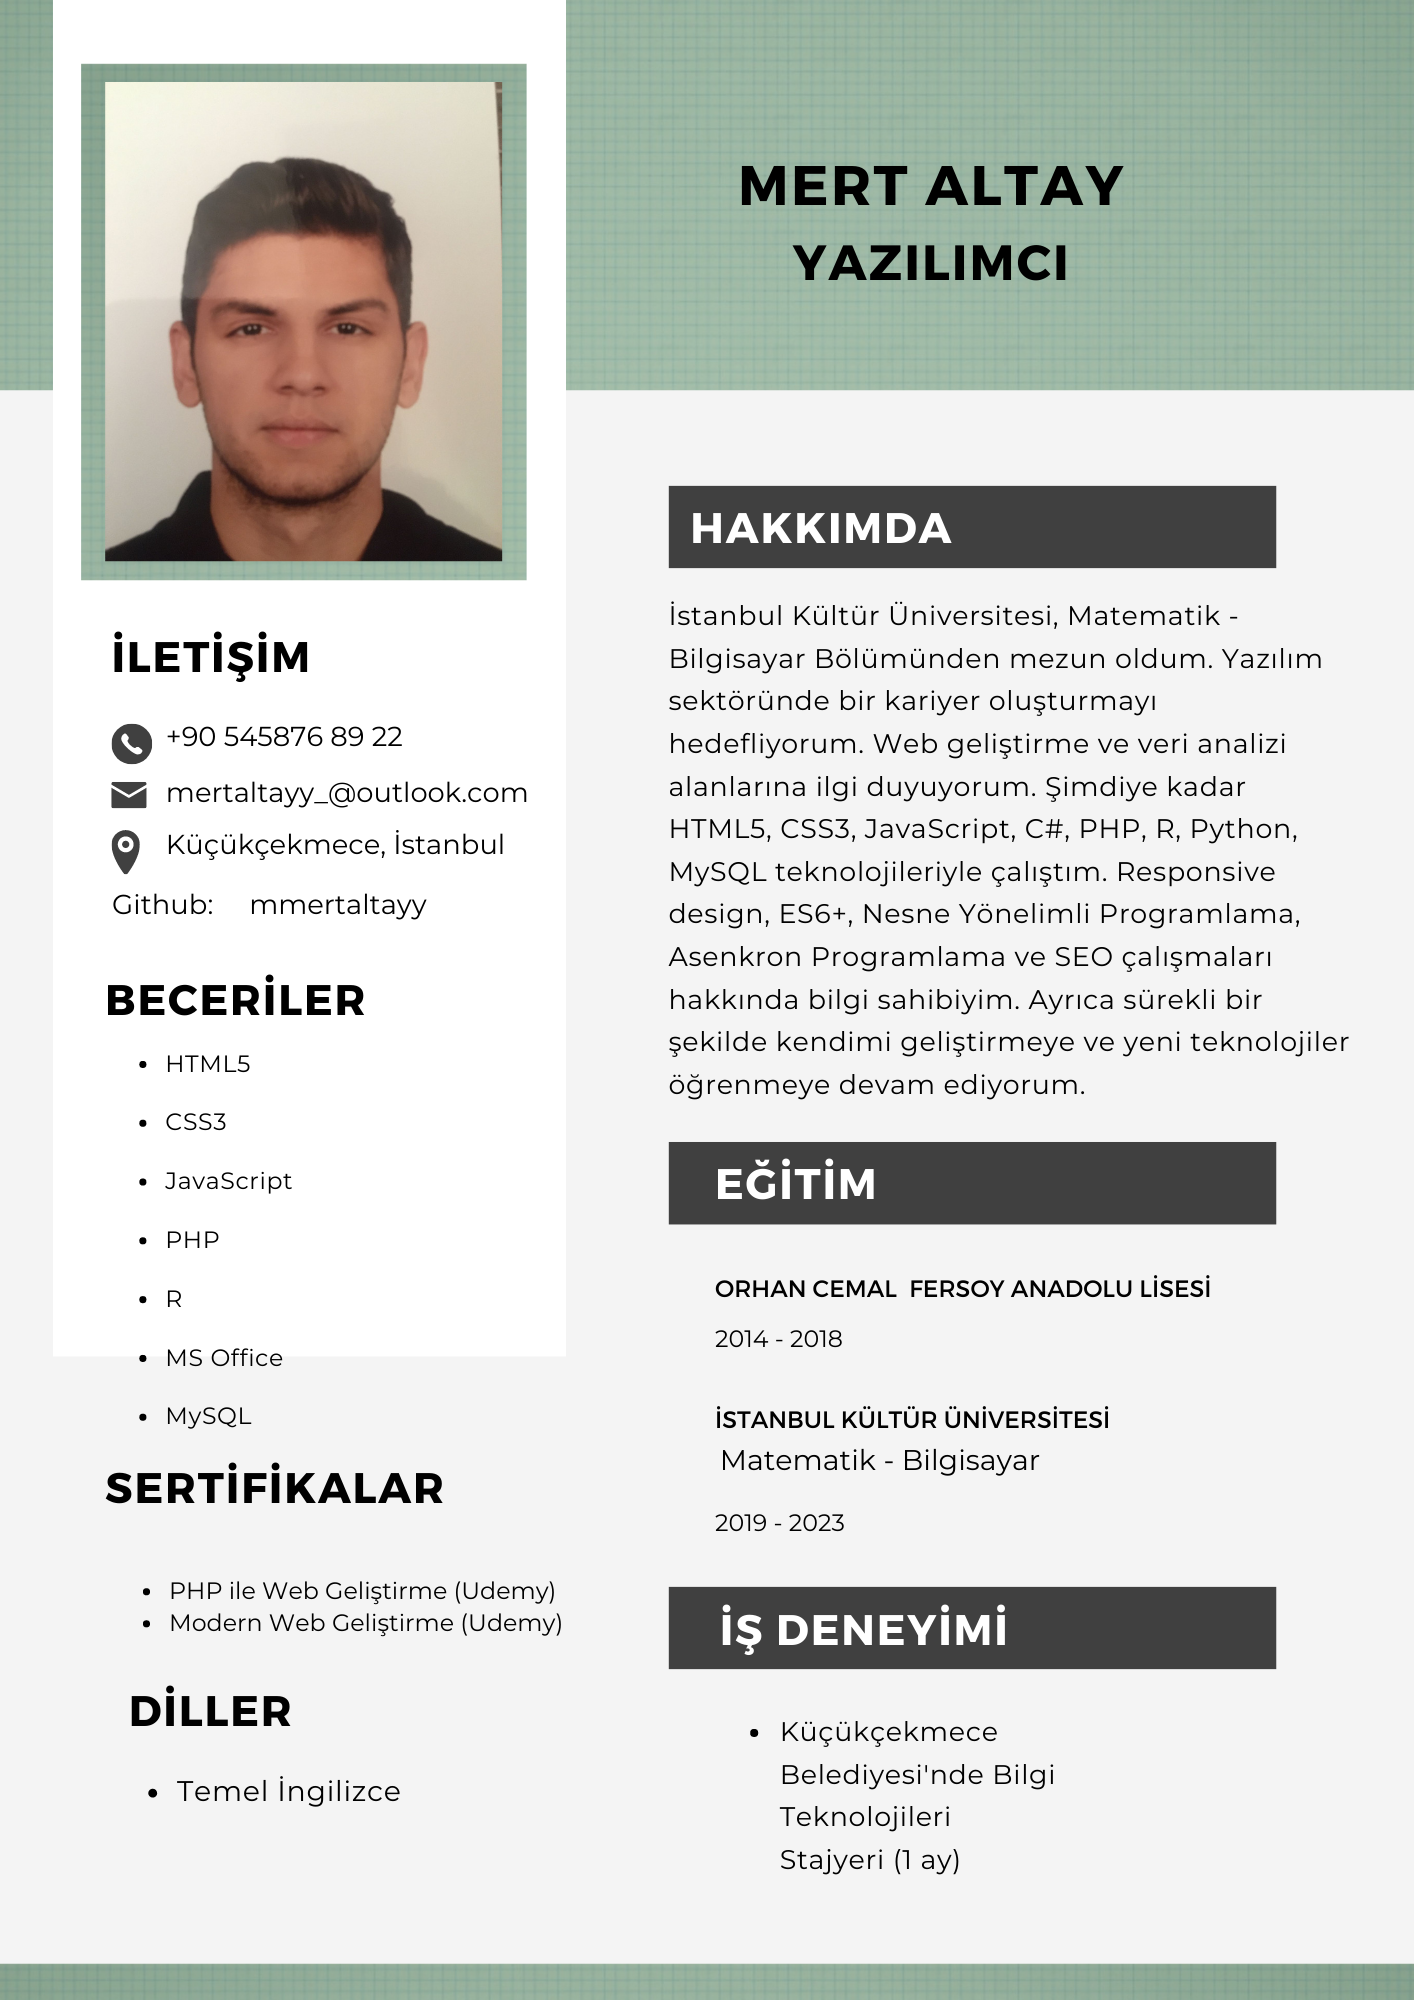 MERT ALTAY
YAZILIMCI
İLETİŞİM
+90 545876 89 22
mertaltayy_@outlook.com
Küçükçekmece, İstanbul
Github: mmertaltayy
BECERİLER
• HTML5
• CSS3
• JavaScript
• PHP
• R
• MS Office
• MySQL
SERTİFİKALAR
• PHP ile Web Geliştirme (Udemy)
• Modern Web Geliştirme (Udemy)
DİLLER
• Temel İngilizce
HAKKIMDA
İstanbul Kültür Üniversitesi, Matematik -
Bilgisayar Bölümünden mezun oldum. Yazılım
sektöründe bir kariyer oluşturmayı
hedefliyorum. Web geliştirme ve veri analizi
alanlarına ilgi duyuyorum. Şimdiye kadar
HTML5, CSS3, JavaScript, C#, PHP, R, Python,
MySQL teknolojileriyle çalıştım. Responsive
design, ES6+, Nesne Yönelimli Programlama,
Asenkron Programlama ve SEO çalışmaları
hakkında bilgi sahibiyim. Ayrıca sürekli bir
şekilde kendimi geliştirmeye ve yeni teknolojiler
öğrenmeye devam ediyorum.
EĞİTİM
ORHAN CEMAL FERSOY ANADOLU LİSESİ
2014 - 2018
İSTANBUL KÜLTÜR ÜNİVERSİTESİ
Matematik - Bilgisayar
2019 - 2023
İŞ DENEYİMİ
• Küçükçekmece
Belediyesi'nde Bilgi
Teknolojileri
Stajyeri (1 ay)